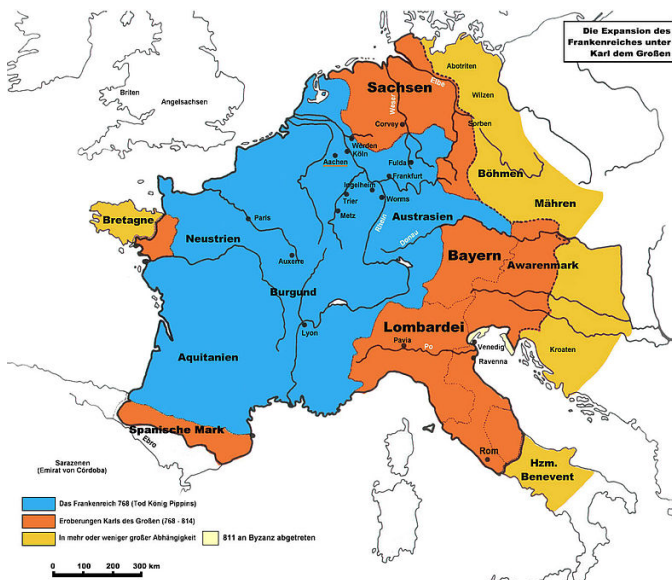 Die Expansion des
Frankenreiches unter
Karl dem Großen
Abotriten
Briten
Angelsachsen
Sachsen
Elbe
Wilzen
Weser
Corvey
Sorben
Werden
Köln
Aachen
Fulda
Böhmen
Frankfurt
Ingelheim
Trier
Worms
Mähren
Metz
Bretagne
Paris
Austrasien
Neustrien
Rhein
Donau
Bayern
Auxerre
Awarenmark
Burgund
Lombardei
Lyon
Pavia
Po
Venedig
Kroaten
Aquitanien
Ravenna
Spanische Mark
Ebro
Rom
Sarazenen
(Emirat von Córdoba)
Hzm.
Benevent
Das Frankenreich 768 (Tod König Pippins)
Eroberungen Karls des Großen (768 - 814)
In mehr oder weniger großer Abhängigkeit
811 an Byzanz abgetreten
0 100 200 300 km